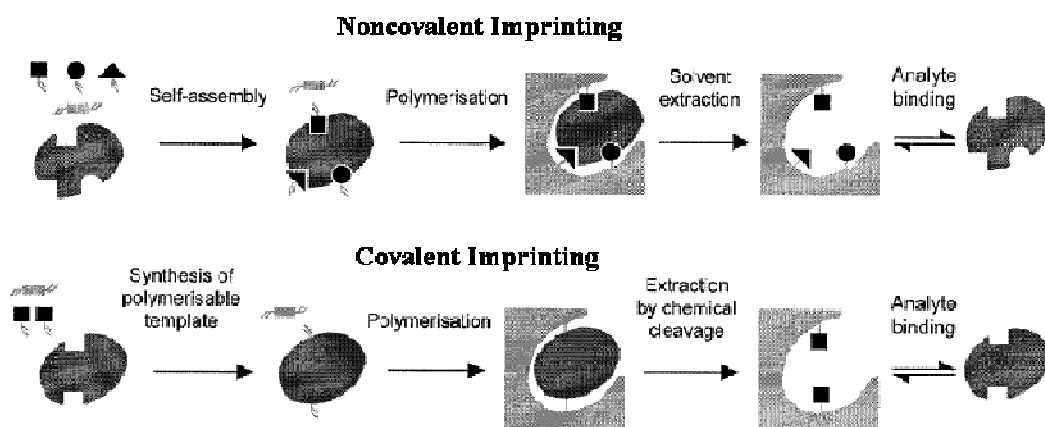 Noncovalent Imprinting
Self-assembly
Polymerisation
Solvent
extraction
Analyte
binding
Covalent Imprinting
Synthesis of
polymerisable
template
Polymerisation
Extraction
by chemical
cleavage
Analyte
binding